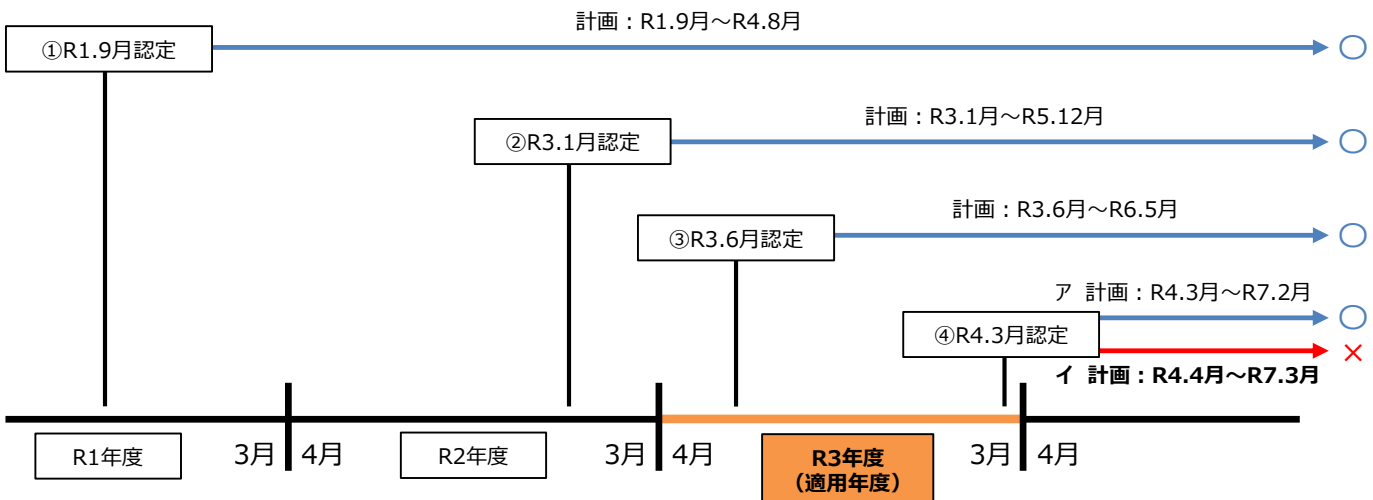 計画：R1.9月～R4.8月
①R1.9月認定
〇
計画：R3.1月～R5.12月
②R3.1月認定
〇
計画：R3.6月～R6.5月
③R3.6月認定
〇
ア 計画：R4.3月～R7.2月
〇
④R4.3月認定
×
イ 計画：R4.4月～R7.3月
R1年度
3月
4月
R2年度
3月
4月
R3年度
（適用年度）
3月
4月